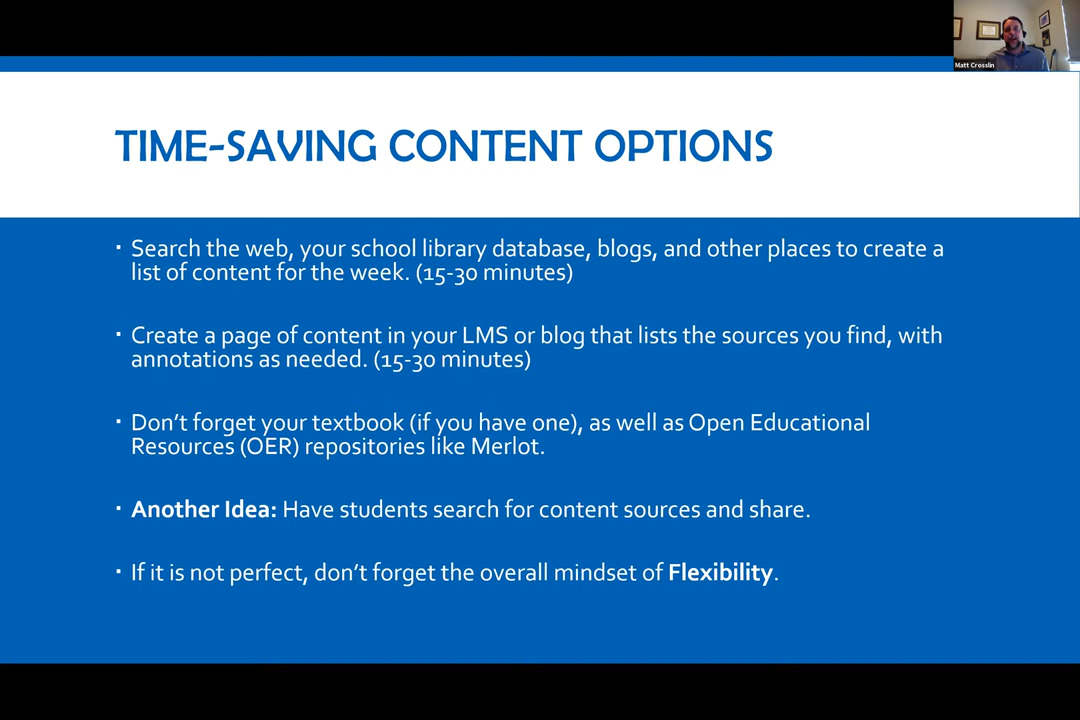 Matt Crosslin
TIME-SAVING CONTENT OPTIONS
▪ Search the web, your school library database, blogs, and other places to create a
list of content for the week. (15-30 minutes)
▪ Create a page of content in your LMS or blog that lists the sources you find, with
annotations as needed. (15-30 minutes)
▪ Don’t forget your textbook (if you have one), as well as Open Educational
Resources (OER) repositories like Merlot.
▪ Another Idea: Have students search for content sources and share.
▪ If it is not perfect, don’t forget the overall mindset of Flexibility.